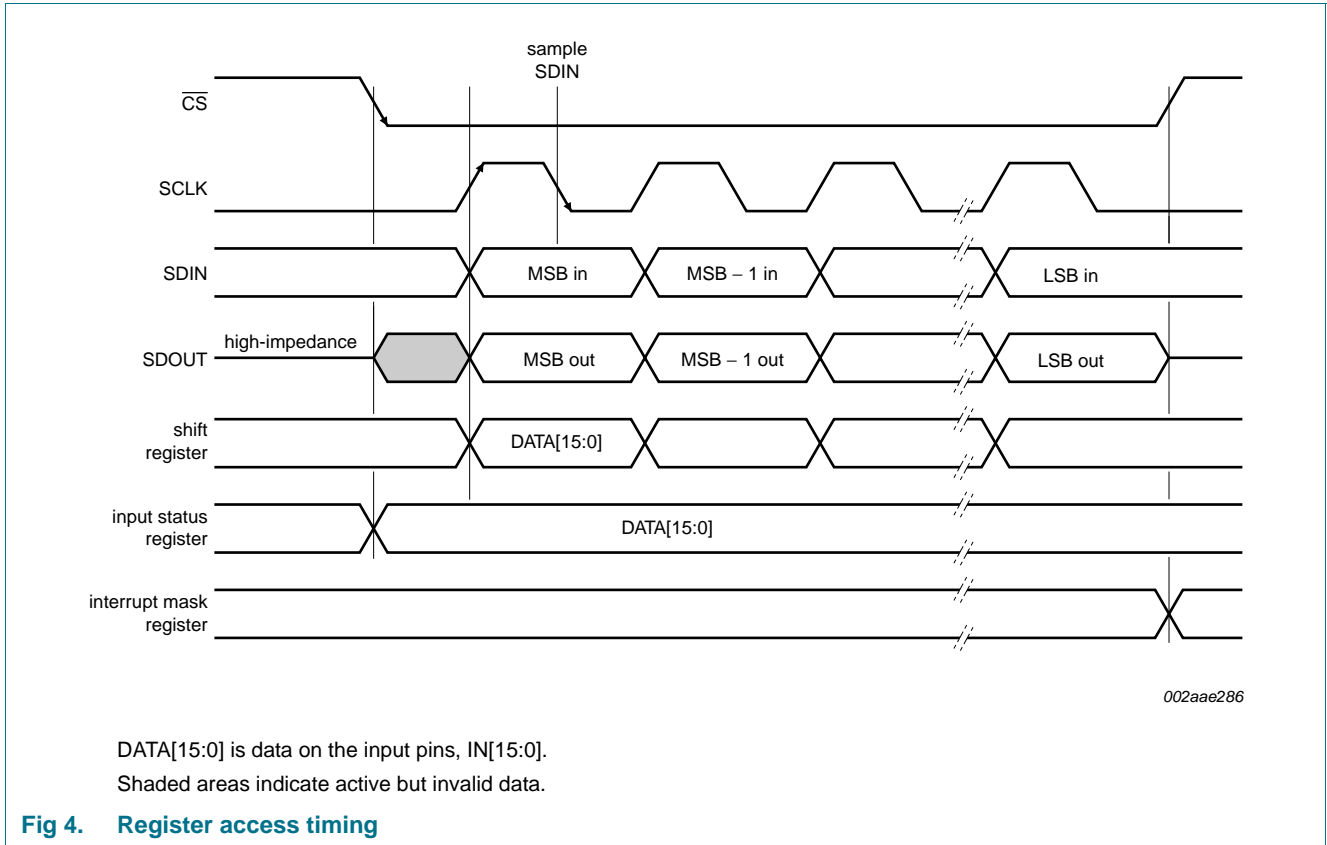 sample
SDIN
CS
SCLK
SDIN
MSB in
MSB − 1 in
LSB in
SDOUT
high-impedance
MSB out
MSB − 1 out
LSB out
shift
register
DATA[15:0]
input status
register
DATA[15:0]
interrupt mask
register
002aae286
DATA[15:0] is data on the input pins, IN[15:0].
Shaded areas indicate active but invalid data.
Fig 4. Register access timing